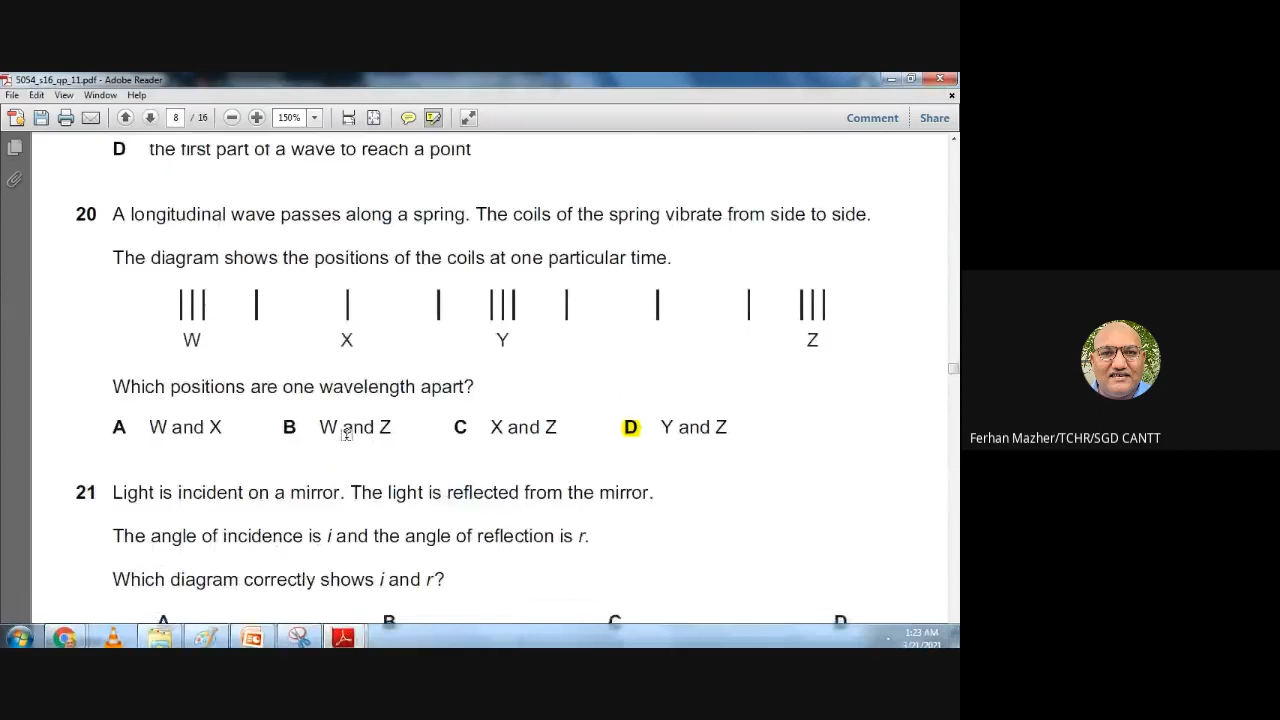 5054_s16_qp_11.pdf - Adobe Reader
File Edit View Window Help
8 / 16 150% Comment Share
D the first part of a wave to reach a point
20 A longitudinal wave passes along a spring. The coils of the spring vibrate from side to side.
The diagram shows the positions of the coils at one particular time.
W X Y Z
Which positions are one wavelength apart?
A W and X B W and Z C X and Z D Y and Z
21 Light is incident on a mirror. The light is reflected from the mirror.
The angle of incidence is i and the angle of reflection is r.
Which diagram correctly shows i and r?
A B C D
1:23 AM
3/21/2021
Ferhan Mazher/TCHR/SGD CANTT